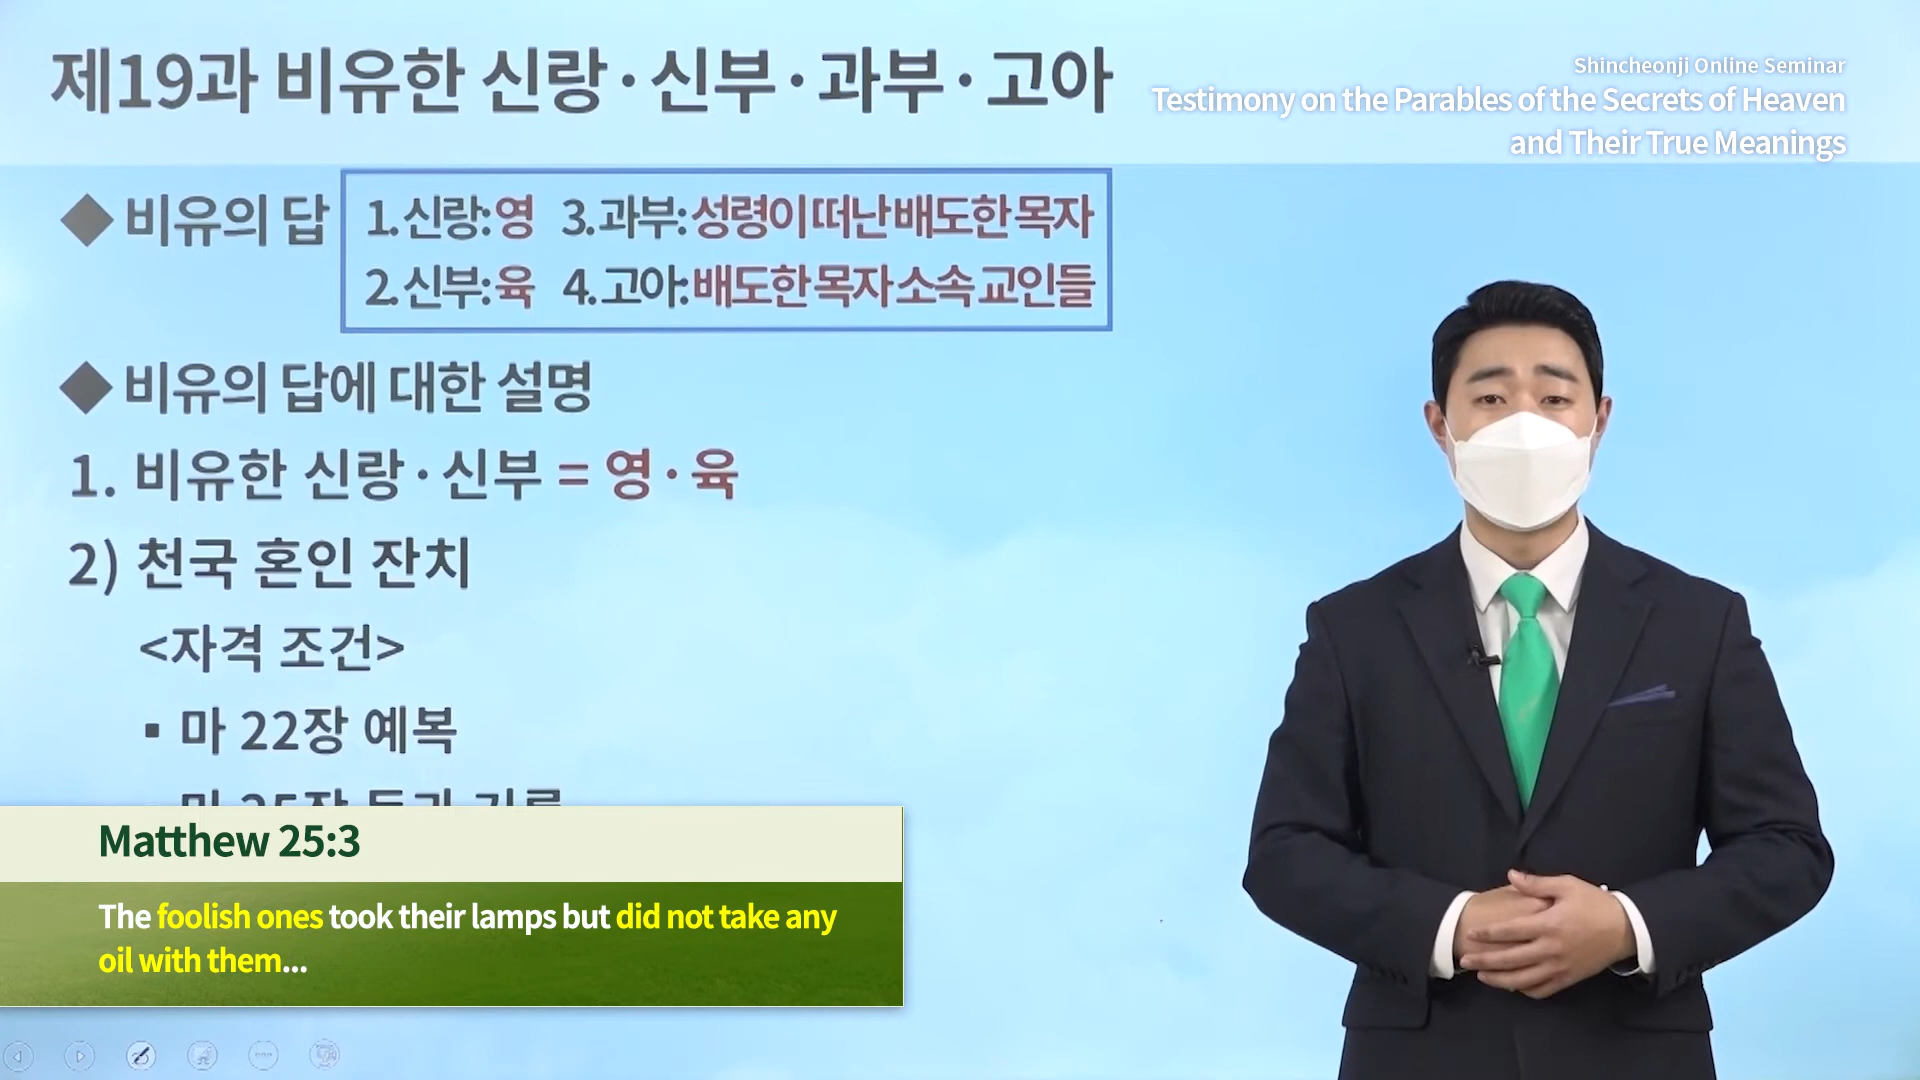 제19과 비유한 신랑·신부·과부·고아
Shincheonji Online Seminar
Testimony on the Parables of the Secrets of Heaven
and Their True Meanings
◆ 비유의 답
1. 신랑: 영 3. 과부: 성령이 떠난 배도한 목자
2. 신부: 육 4. 고아: 배도한 목자 소속 교인들
◆ 비유의 답에 대한 설명
1. 비유한 신랑·신부 = 영·육
2) 천국 혼인 잔치
<자격 조건>
▪ 마 22장 예복
Matthew 25:3
The foolish ones took their lamps but did not take any
oil with them...